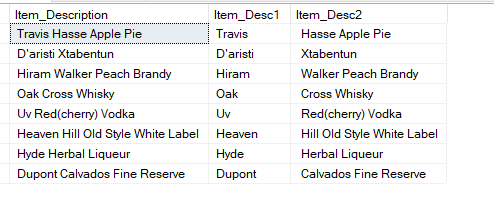 Item_Description Item_Desc1 Item_Desc2
Travis Hasse Apple Pie Travis Hasse Apple Pie
D'aristi Xtabentun D'aristi Xtabentun
Hiram Walker Peach Brandy Hiram Walker Peach Brandy
Oak Cross Whisky Oak Cross Whisky
Uv Red(cherry) Vodka Uv Red(cherry) Vodka
Heaven Hill Old Style White Label Heaven Hill Old Style White Label
Hyde Herbal Liqueur Hyde Herbal Liqueur
Dupont Calvados Fine Reserve Dupont Calvados Fine Reserve